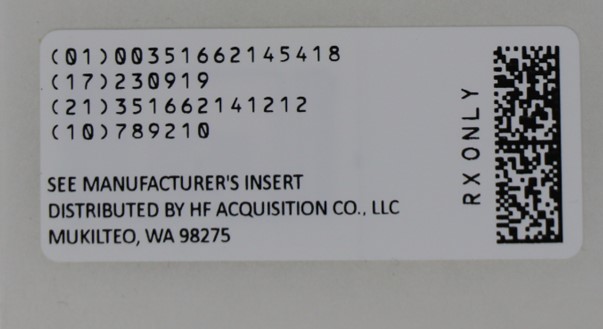 (01)00351662145418
(17)230919
(21)351662141212
(10)789210
SEE MANUFACTURER'S INSERT
DISTRIBUTED BY HF ACQUISITION CO., LLC
MUKILTEO, WA 98275
RX ONLY